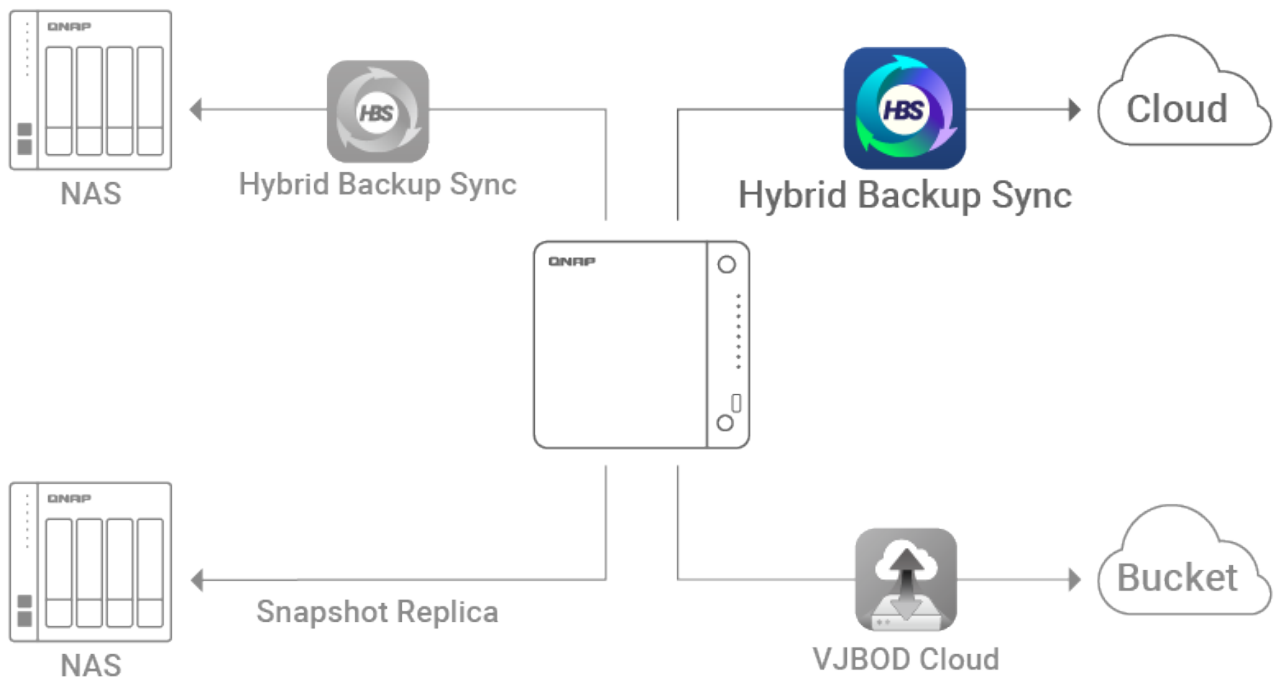 QNAP
HBS
Hybrid Backup Sync
NAS
HBS
Hybrid Backup Sync
Cloud
QNAP
QNAP
NAS
Snapshot Replica
VJBOD Cloud
Bucket